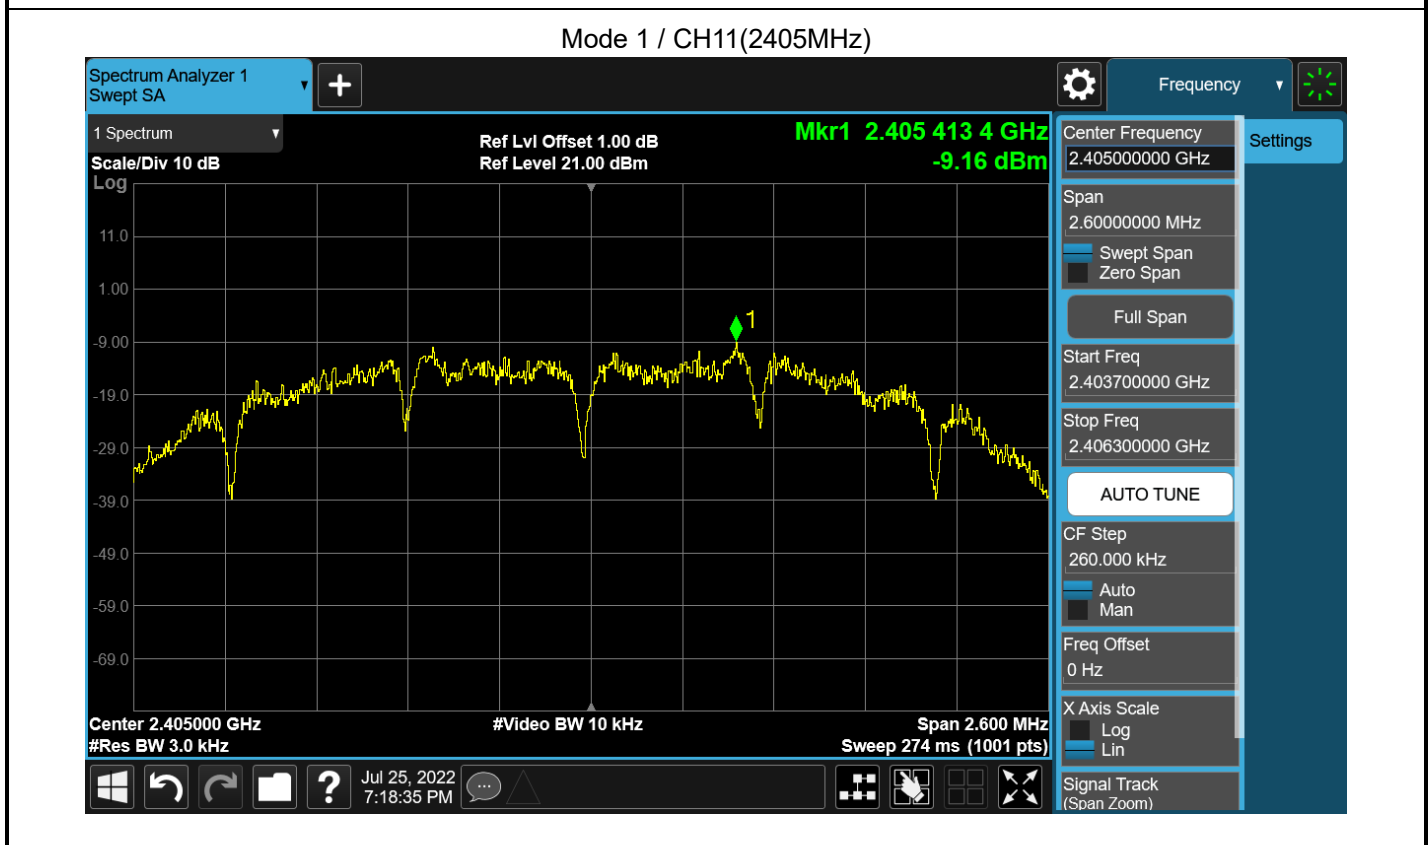 Mode 1 / CH11(2405MHz)
Spectrum Analyzer 1
Swept SA
Frequency
1 Spectrum
Scale/Div 10 dB
Log
Ref Lvl Offset 1.00 dB
Ref Level 21.00 dBm
Mkr1 2.405 413 4 GHz
-9.16 dBm
11.0
1.00
-9.00
-19.0
-29.0
-39.0
-49.0
-59.0
-69.0
1
Center 2.405000 GHz
#Video BW 10 kHz
Span 2.600 MHz
#Res BW 3.0 kHz
Sweep 274 ms (1001 pts)
Center Frequency
2.405000000 GHz
Settings
Span
2.60000000 MHz
Swept Span
Zero Span
Full Span
Start Freq
2.403700000 GHz
Stop Freq
2.406300000 GHz
AUTO TUNE
CF Step
260.000 kHz
Auto
Man
Freq Offset
0 Hz
X Axis Scale
Log
Lin
Signal Track
(Span Zoom)
?
Jul 25, 2022
7:18:35 PM